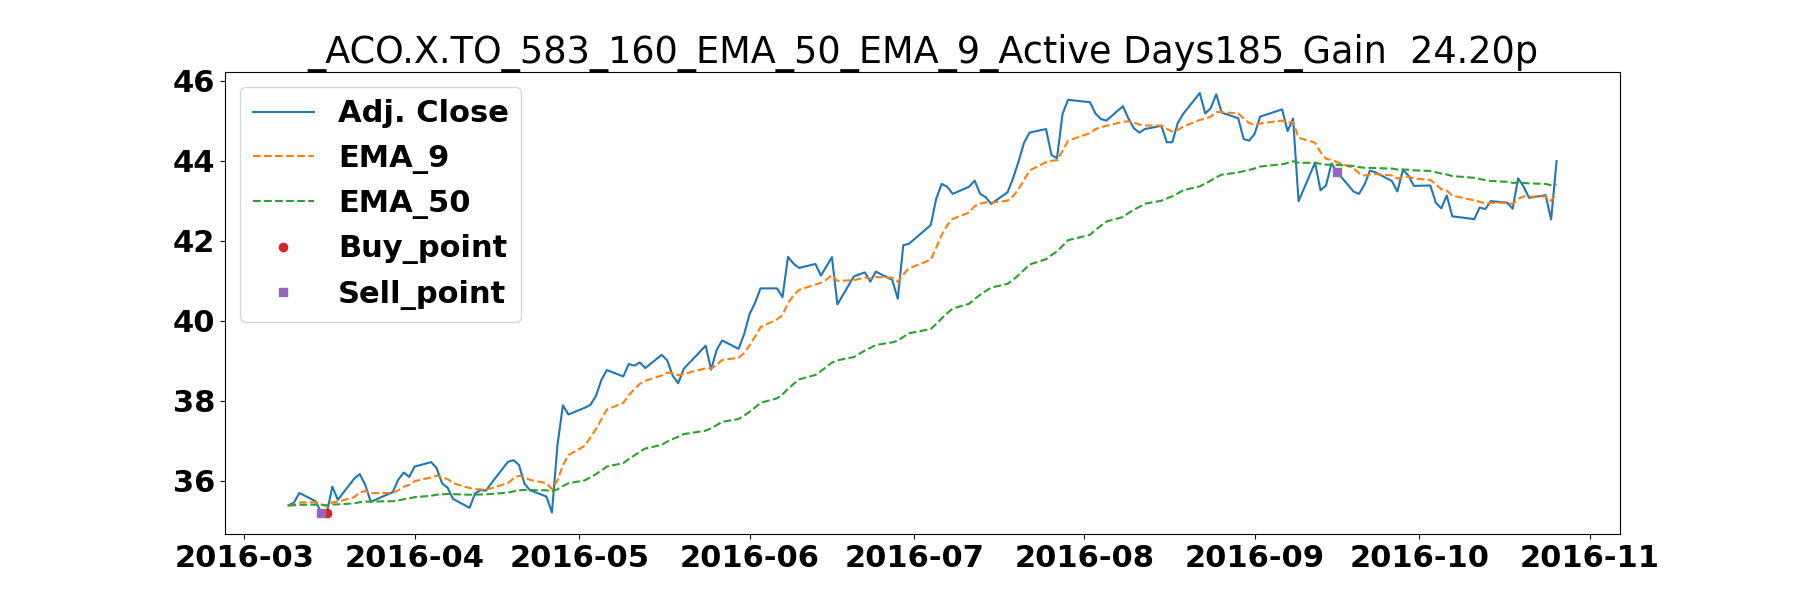 _ACO.X.TO_583_160_EMA_50_EMA_9_Active Days185_Gain  24.20p
46
44
42
40
38
36
Adj. Close
EMA_9
EMA_50
Buy_point
Sell_point
2016-03 2016-04 2016-05 2016-06 2016-07 2016-08 2016-09 2016-10 2016-11